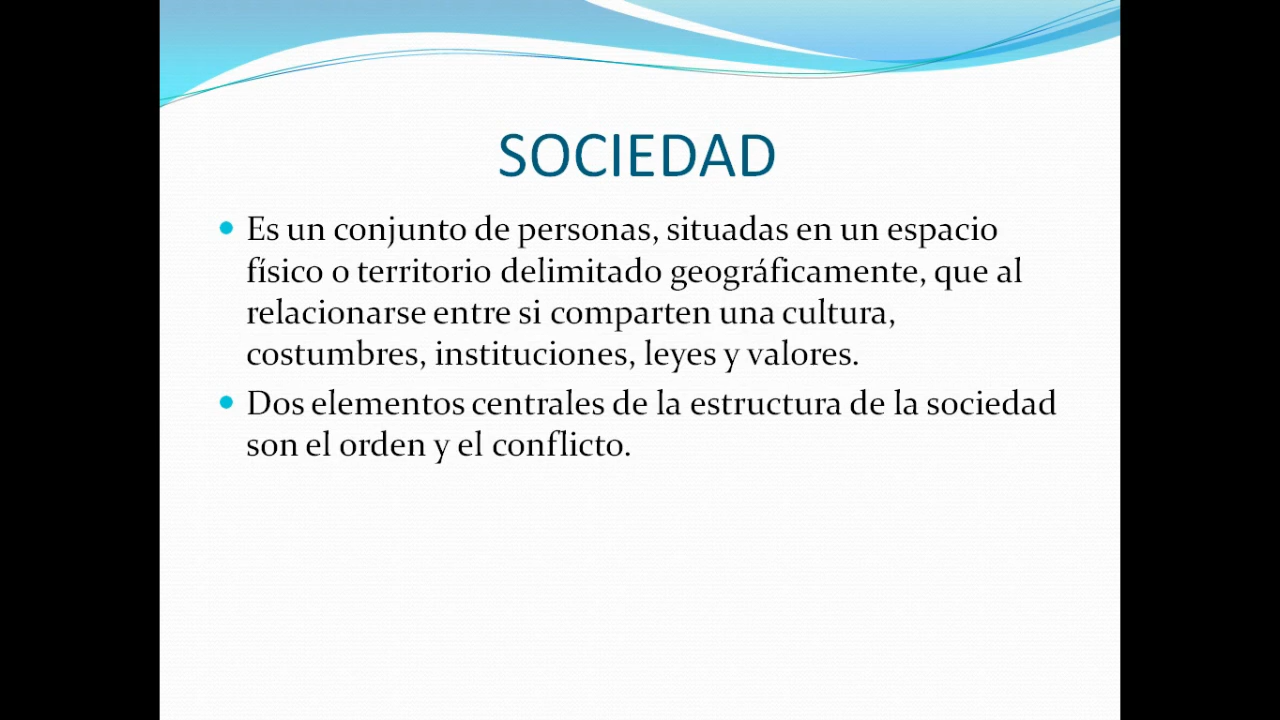 SOCIEDAD
Es un conjunto de personas, situadas en un espacio
físico o territorio delimitado geográficamente, que al
relacionarse entre si comparten una cultura,
costumbres, instituciones, leyes y valores.
Dos elementos centrales de la estructura de la sociedad
son el orden y el conflicto.